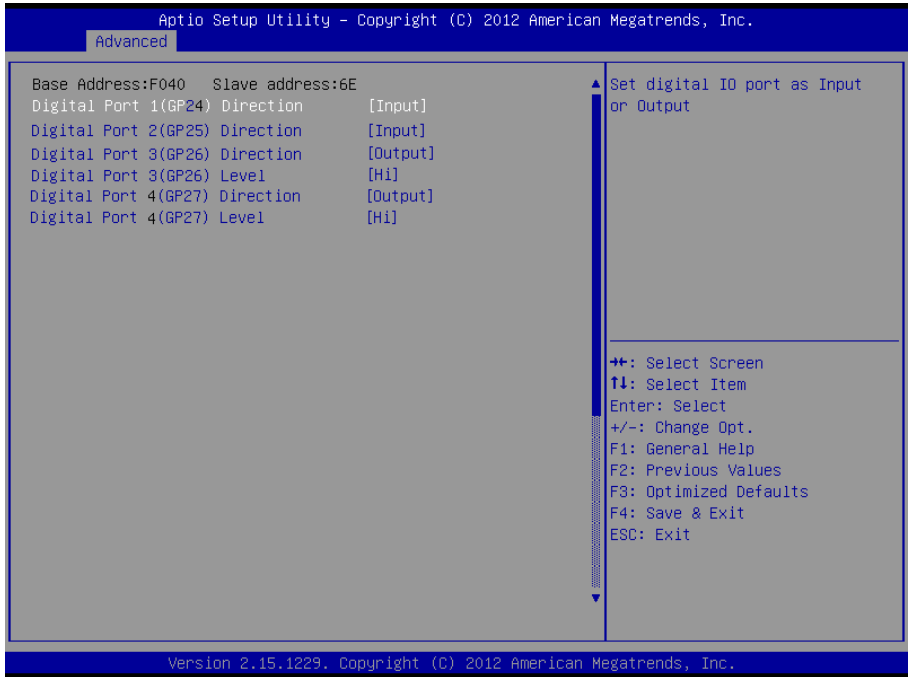 Aptio Setup Utility – Copyright (C) 2012 American Megatrends, Inc.
Advanced
Base Address:F040 Slave address:6E
Digital Port 1(GP24) Direction [Input]
Digital Port 2(GP25) Direction [Input]
Digital Port 3(GP26) Direction [Output]
Digital Port 3(GP26) Level [Hi]
Digital Port 4(GP27) Direction [Output]
Digital Port 4(GP27) Level [Hi]
Set digital IO port as Input
or Output
→←: Select Screen
↑↓: Select Item
Enter: Select
+/-: Change Opt.
F1: General Help
F2: Previous Values
F3: Optimized Defaults
F4: Save & Exit
ESC: Exit
Version 2.15.1229. Copyright (C) 2012 American Megatrends, Inc.